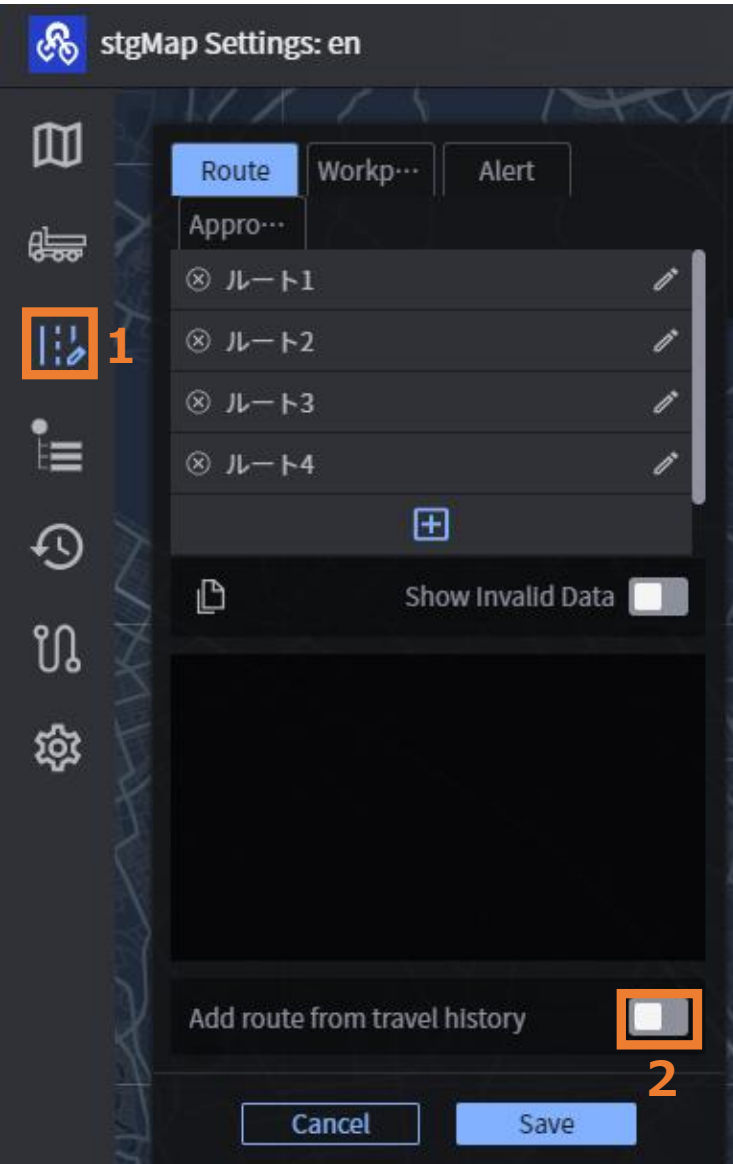 stgMap Settings: en
Route Workp… Alert
Appro…
ルート1
1
ルート2
ルート3
ルート4
Show Invalid Data
Add route from travel history
2
Cancel Save